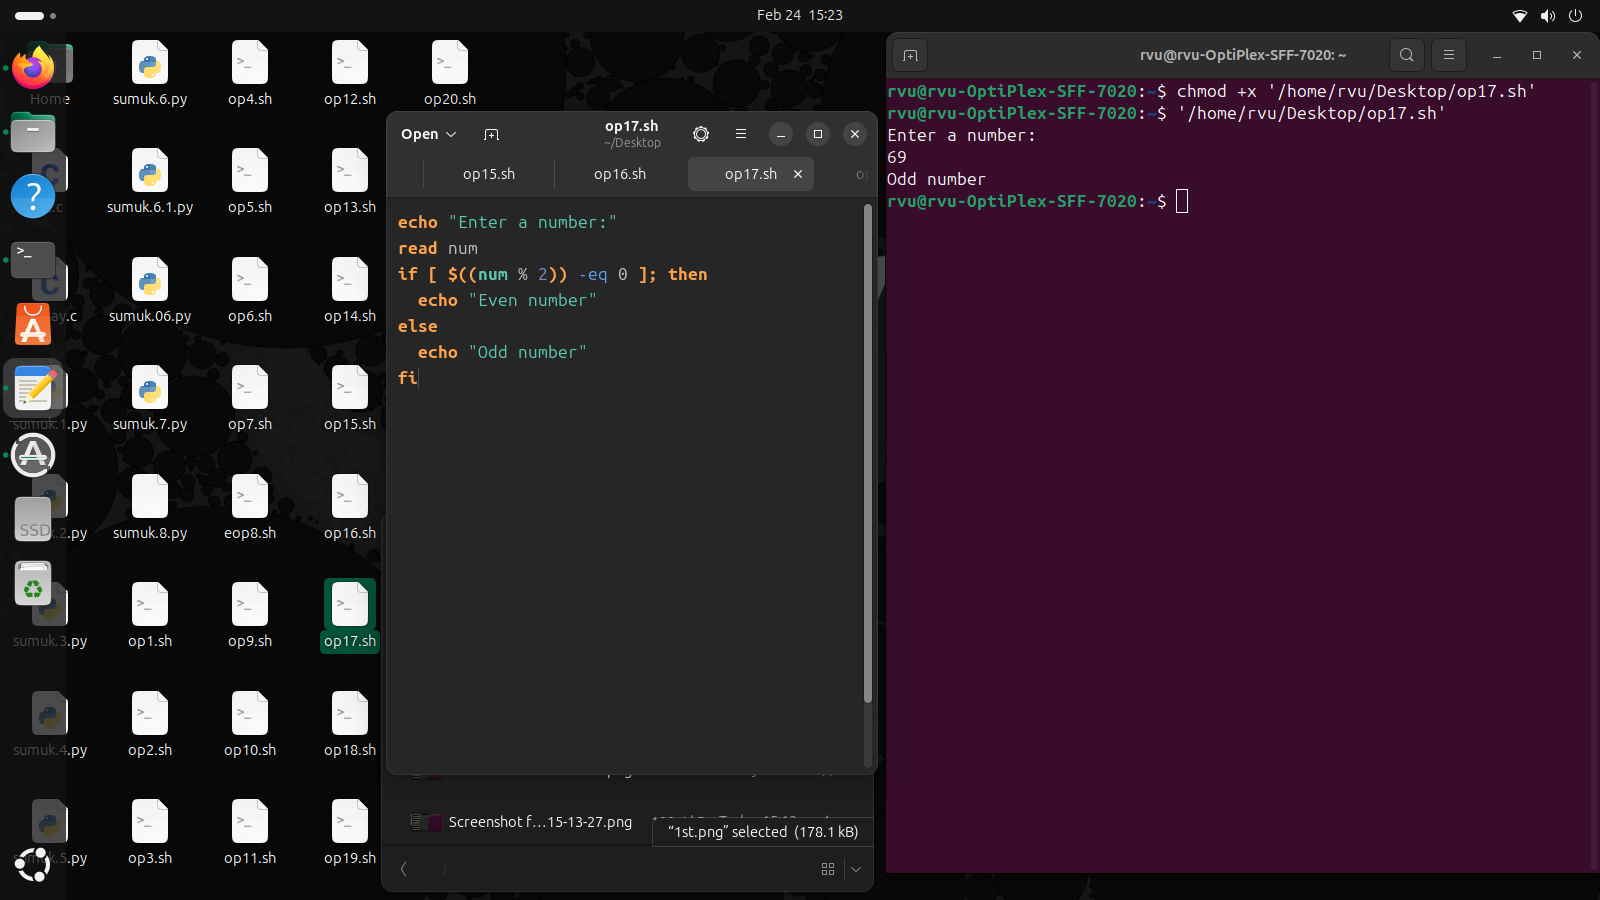 Feb 24 15:23
Home
sumuk.6.py
op4.sh
op12.sh
op20.sh
sumuk.6.1.py
op5.sh
op13.sh
sumuk.06.py
op6.sh
op14.sh
sumuk.1.py
sumuk.7.py
op7.sh
op15.sh
SSD
sumuk.8.py
eop8.sh
op16.sh
sumuk.3.py
op1.sh
op9.sh
op17.sh
sumuk.4.py
op2.sh
op10.sh
op18.sh
op3.sh
op11.sh
op19.sh
Open
op17.sh
~/Desktop
op15.sh
op16.sh
op17.sh
echo "Enter a number:"
read num
if [ $((num % 2)) -eq 0 ]; then
echo "Even number"
else
echo "Odd number"
fi
Screenshot f…15-13-27.png
“1st.png” selected (178.1 kB)
rvu@rvu-OptiPlex-SFF-7020: ~
rvu@rvu-OptiPlex-SFF-7020:~$ chmod +x '/home/rvu/Desktop/op17.sh'
rvu@rvu-OptiPlex-SFF-7020:~$ '/home/rvu/Desktop/op17.sh'
Enter a number:
69
Odd number
rvu@rvu-OptiPlex-SFF-7020:~$